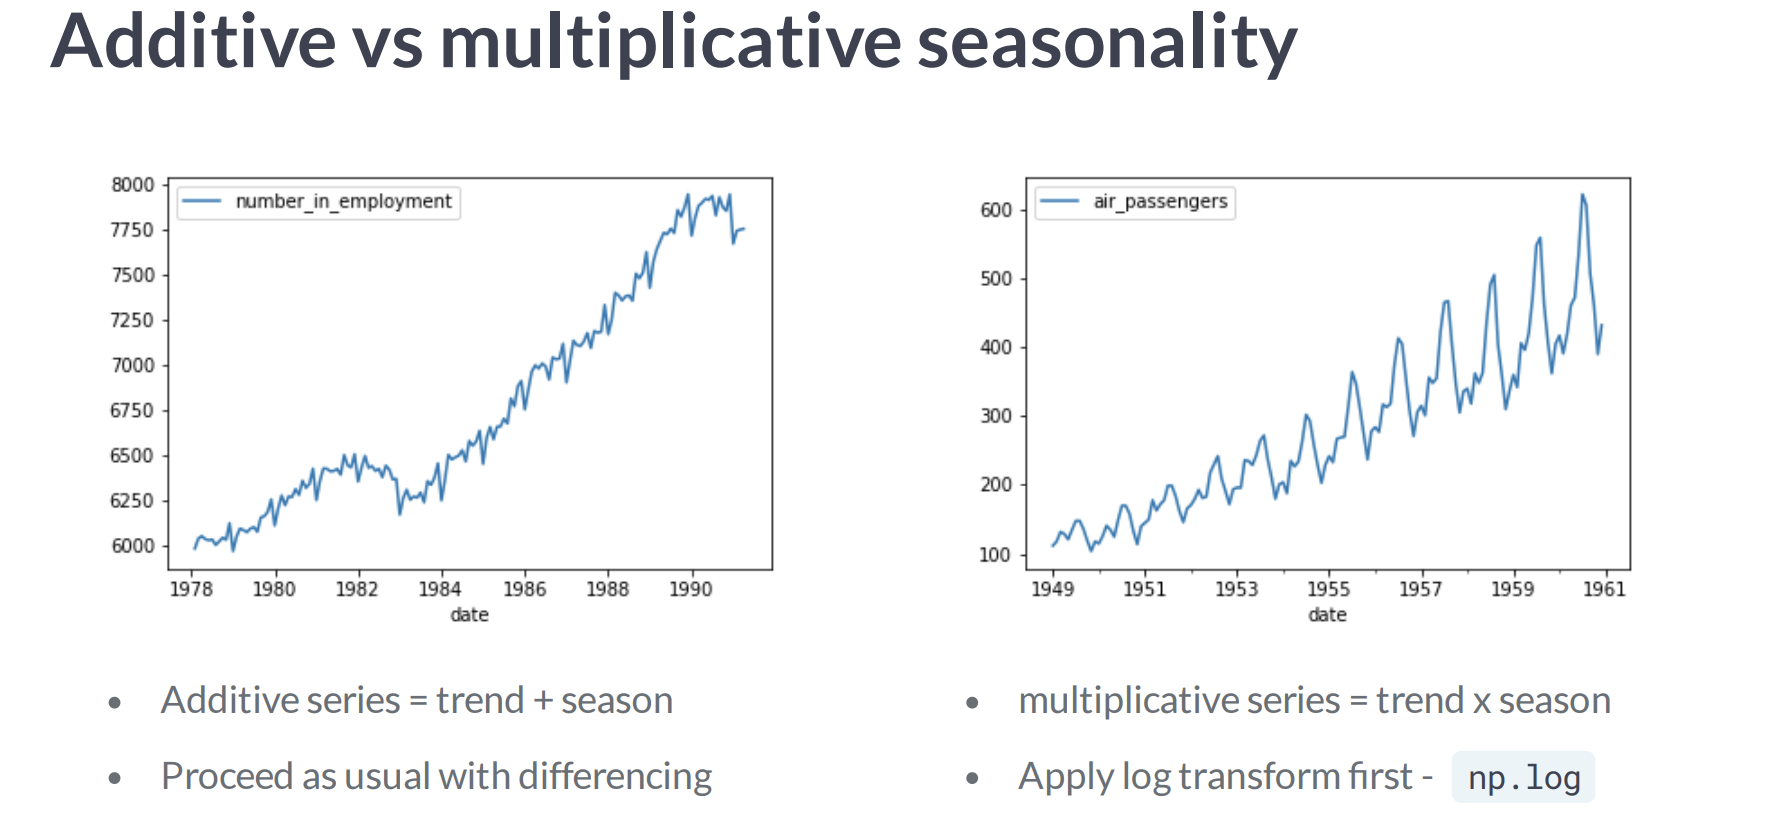 Additive vs multiplicative seasonality
number_in_employment
8000
7750
7500
7250
7000
6750
6500
6250
6000
1978 1980 1982 1984 1986 1988 1990
date
air_passengers
600
500
400
300
200
100
1949 1951 1953 1955 1957 1959 1961
date
• Additive series = trend + season
• Proceed as usual with differencing
• multiplicative series = trend x season
• Apply log transform first - np.log